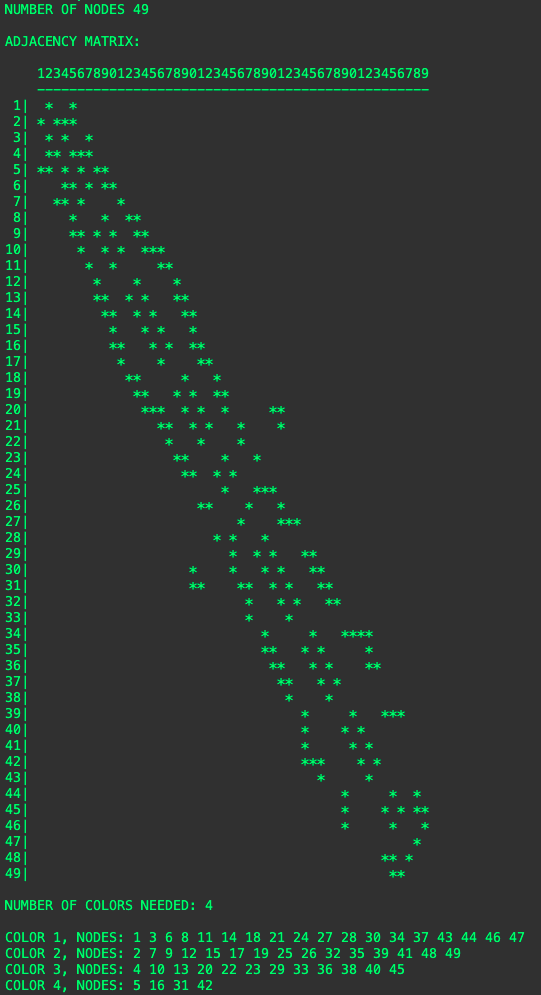 NUMBER OF NODES 49
ADJACENCY MATRIX:
    1234567890123456789012345678901234567890123456789
    -------------------------------------------------
 1|  *  *
 2| * ***
 3|  * *  *
 4|  ** ***
 5| ** * * **
 6|    ** * **
 7|   ** *    *
 8|     *   *  **
 9|     ** * *  **
10|      *  * *  ***
11|       *  *     **
12|        *    *    *
13|        **  * *   **
14|         **  * *   **
15|          *   * *   *
16|          **   * *  **
17|           *    *    **
18|            **     *   *
19|             **   * *  **
20|              ***  * *  *     **
21|                **  * *   *    *
22|                 *   *    *
23|                  **    *   *
24|                   **  * *
25|                        *   ***
26|                     **    *   *
27|                          *    ***
28|                       * *   *
29|                         *  * *   **
30|                    *    *   * *   **
31|                    **    **  * *   **
32|                           *   * *   **
33|                           *    *
34|                             *     *   ****
35|                             **   * *     *
36|                              **   * *    **
37|                               **   * *
38|                                *    *
39|                                  *     *   ***
40|                                  *    * *
41|                                  *     * *
42|                                  ***    * *
43|                                    *     *
44|                                       *     *  *
45|                                       *    * * **
46|                                       *     *   *
47|                                                *
48|                                            ** *
49|                                             **
NUMBER OF COLORS NEEDED: 4
COLOR 1, NODES: 1 3 6 8 11 14 18 21 24 27 28 30 34 37 43 44 46 47
COLOR 2, NODES: 2 7 9 12 15 17 19 25 26 32 35 39 41 48 49
COLOR 3, NODES: 4 10 13 20 22 23 29 33 36 38 40 45
COLOR 4, NODES: 5 16 31 42